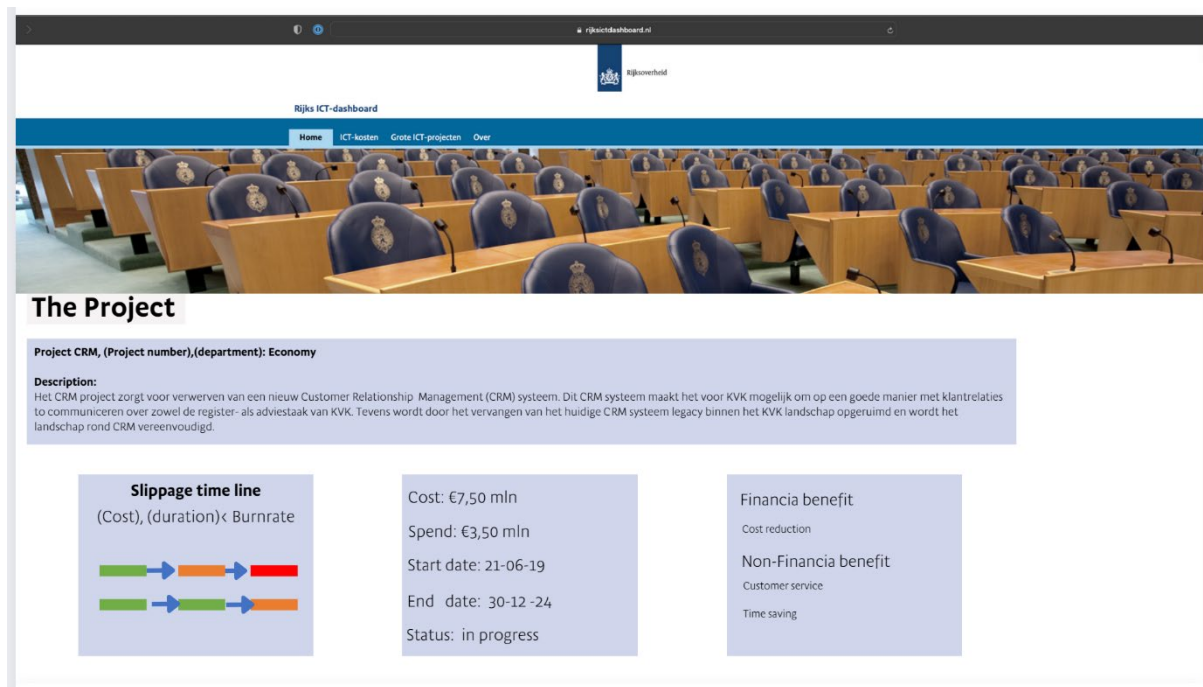 rijksictdashboard.nl
Rijksoverheid
Rijks ICT-dashboard
Home ICT-kosten Grote ICT-projecten Over
The Project
Project CRM, (Project number),(department): Economy
Description:
Het CRM project zorgt voor verwerven van een nieuw Customer Relationship Management (CRM) systeem. Dit CRM systeem maakt het voor KVK mogelijk om op een goede manier met klantrelaties
to communiceren over zowel de register- als adviestaak van KVK. Tevens wordt door het vervangen van het huidige CRM systeem legacy binnen het KVK landschap opgeruimd en wordt het
landschap rond CRM vereenvoudigd.
Slippage time line
(Cost), (duration)< Burnrate
Cost: €7,50 mln
Spend: €3,50 mln
Start date: 21-06-19
End date: 30-12 -24
Status: in progress
Financia benefit
Cost reduction
Non-Financia benefit
Customer service
Time saving